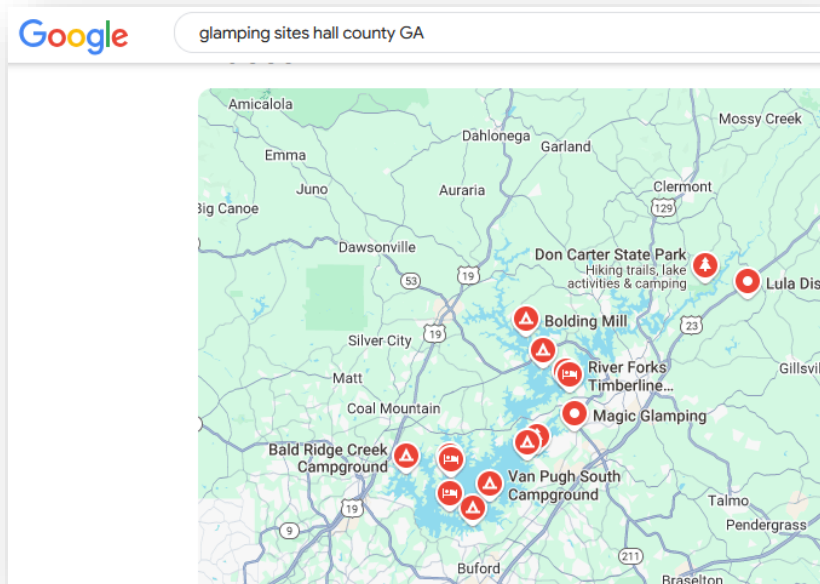 Google
glamping sites hall county GA
Amicalola
Mossy Creek
Dahlonega
Garland
Emma
Juno
Auraria
Clermont
129
Big Canoe
Dawsonville
Don Carter State Park
Hiking trails, lake
activities & camping
19
53
Lula Dis
Bolding Mill
23
19
Silver City
River Forks
Timberline...
Gillsvi
Matt
Coal Mountain
Magic Glamping
Bald Ridge Creek
Campground
Van Pugh South
Campground
19
Talmo
9
Pendergrass
211
Buford
Braselton